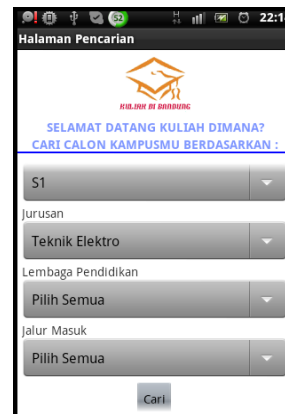 52
H
22:1
Halaman Pencarian
KULIAH DI BANDUNG
SELAMAT DATANG KULIAH DIMANA?
CARI CALON KAMPUSMU BERDASARKAN :
S1
Jurusan
Teknik Elektro
Lembaga Pendidikan
Pilih Semua
Jalur Masuk
Pilih Semua
Cari